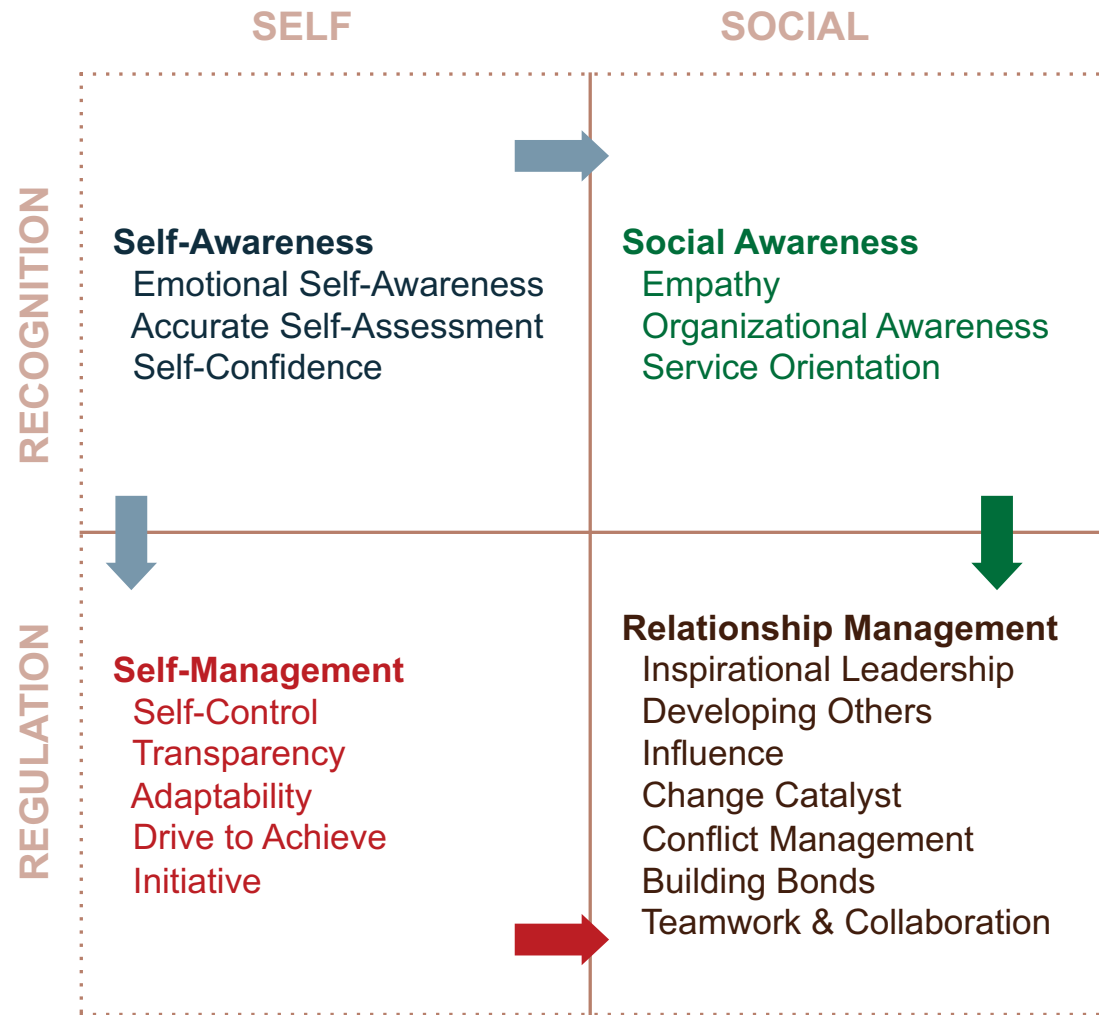 SELF
SOCIAL
RECOGNITION
Self-Awareness
Emotional Self-Awareness
Accurate Self-Assessment
Self-Confidence
Social Awareness
Empathy
Organizational Awareness
Service Orientation
REGULATION
Self-Management
Self-Control
Transparency
Adaptability
Drive to Achieve
Initiative
Relationship Management
Inspirational Leadership
Developing Others
Influence
Change Catalyst
Conflict Management
Building Bonds
Teamwork & Collaboration